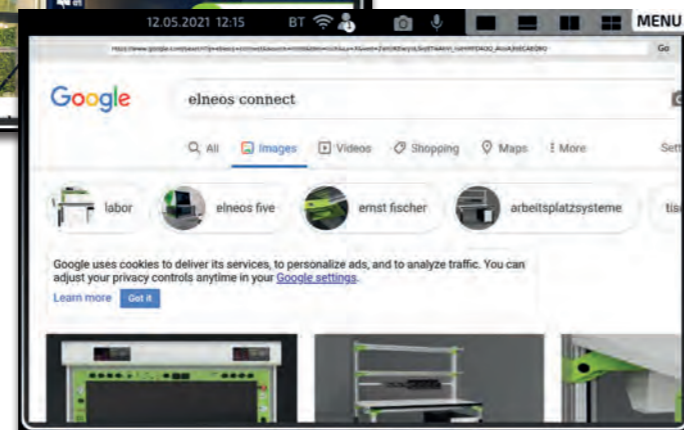 12.05.2021 12:15 BT MENU
Go
Google elneos connect
All Images Videos Shopping Maps More Sett
labor elneos five ernst fischer arbeitsplatzsysteme tis
Google uses cookies to deliver its services, to personalize ads, and to analyze traffic. You can
adjust your privacy controls anytime in your Google settings.
Learn more Got it